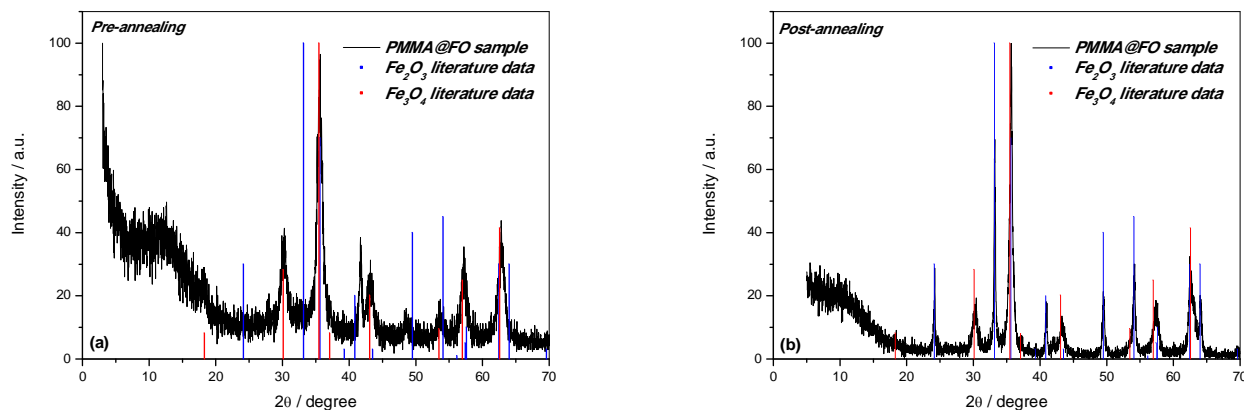 Pre-annealing
PMMA@FO sample
Fe₂O₃ literature data
Fe₃O₄ literature data
100
80
60
40
20
0
Intensity / a.u.
(a)
0 10 20 30 40 50 60 70
2θ / degree
Post-annealing
PMMA@FO sample
Fe₂O₃ literature data
Fe₃O₄ literature data
100
80
60
40
20
0
Intensity / a.u.
(b)
0 10 20 30 40 50 60 70
2θ / degree